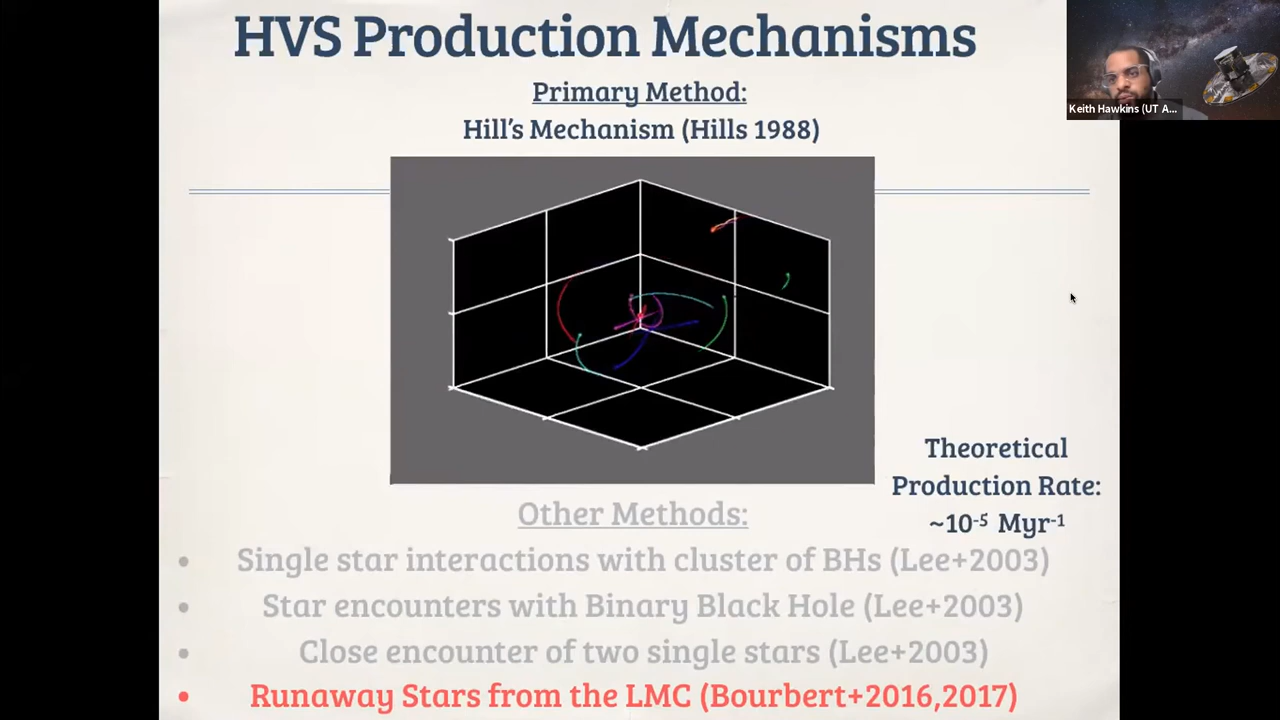 HVS Production Mechanisms
Keith Hawkins (UT A...
Primary Method:
Hill's Mechanism (Hills 1988)
Theoretical
Production Rate:
~10⁻⁵ Myr⁻¹
Other Methods:
• Single star interactions with cluster of BHs (Lee+2003)
• Star encounters with Binary Black Hole (Lee+2003)
• Close encounter of two single stars (Lee+2003)
• Runaway Stars from the LMC (Bourbert+2016,2017)